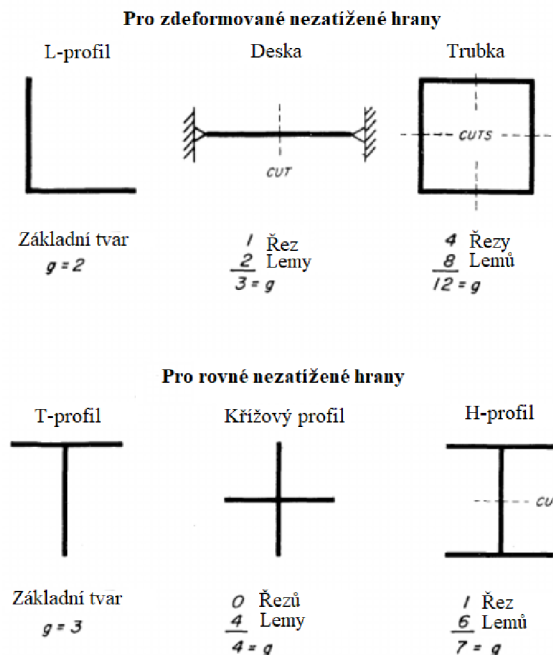 Pro zdeformované nezatížené hrany
L-profil Deska Trubka
CUT CUTS
Základní tvar
g = 2
1 Řez
2 Lemy
3 = g
4 Řezy
8 Lemů
12 = g
Pro rovné nezatížené hrany
T-profil Křížový profil H-profil
CU
Základní tvar
g = 3
0 Řezů
4 Lemy
4 = g
1 Řez
6 Lemů
7 = g